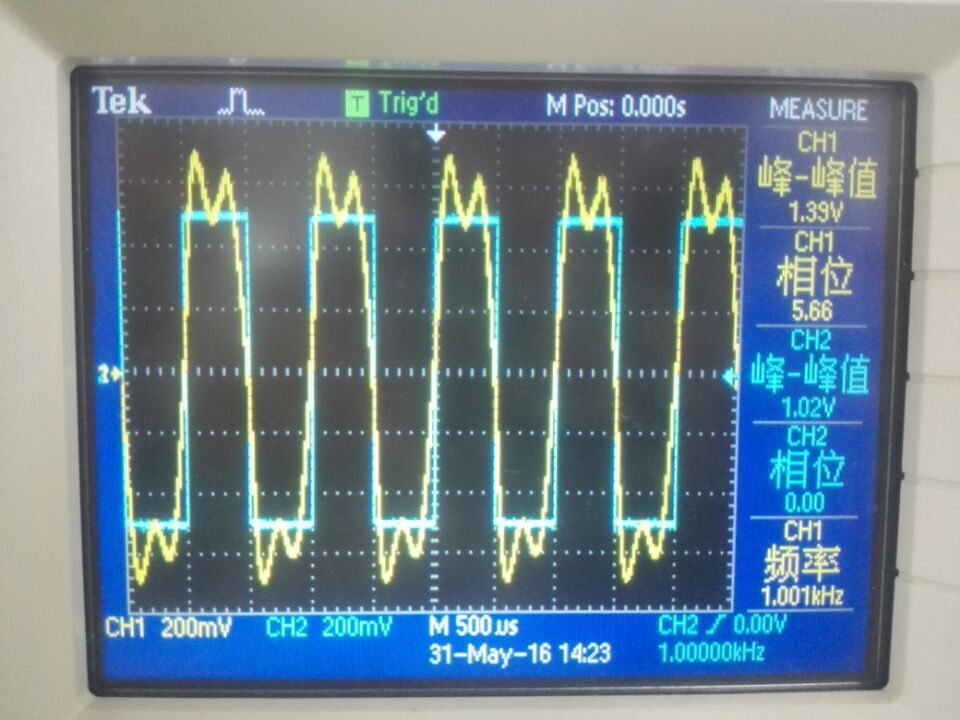 Tek T Trig'd M Pos: 0.000s MEASURE
CH1
峰-峰值
1.39V
CH1
相位
5.66
CH2
峰-峰值
1.02V
CH2
相位
0.00
CH1
频率
1.001kHz
CH1 200mV CH2 200mV M 500us CH2 0.00V
31-May-16 14:23 1.00000kHz